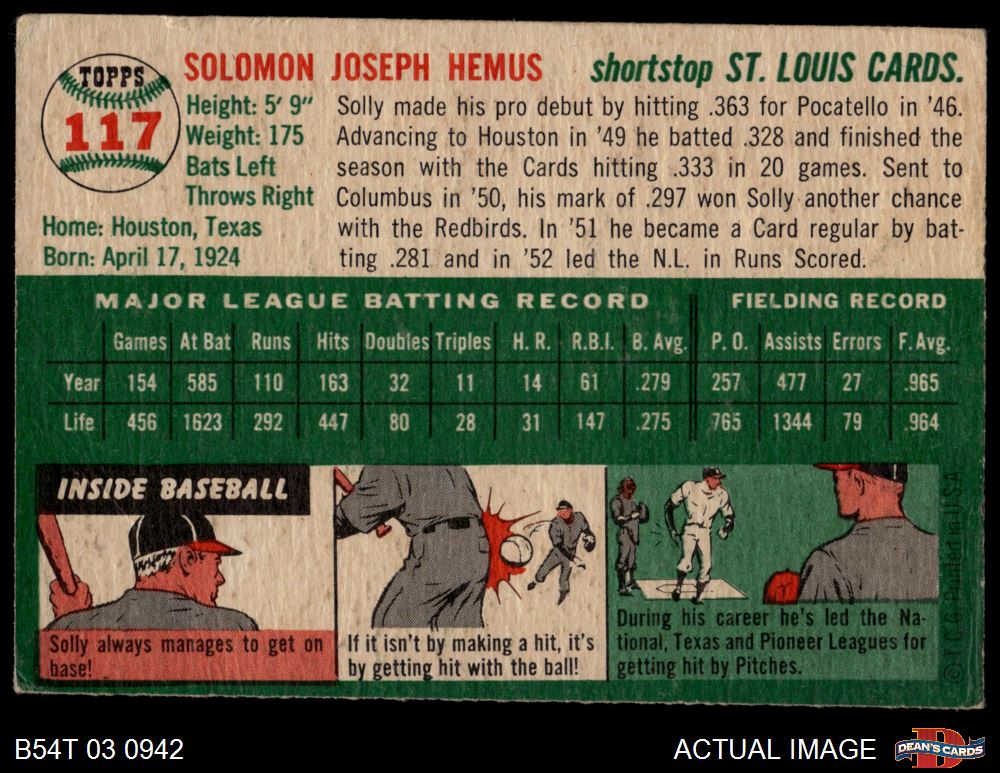 TOPPS
117
SOLOMON JOSEPH HEMUS shortstop ST. LOUIS CARDS.
Height: 5' 9"
Weight: 175
Bats Left
Throws Right
Home: Houston, Texas
Born: April 17, 1924
Solly made his pro debut by hitting .363 for Pocatello in '46.
Advancing to Houston in '49 he batted .328 and finished the
season with the Cards hitting .333 in 20 games. Sent to
Columbus in '50, his mark of .297 won Solly another chance
with the Redbirds. In '51 he became a Card regular by bat-
ting .281 and in '52 led the N.L. in Runs Scored.
MAJOR LEAGUE BATTING RECORD FIELDING RECORD
Games At Bat Runs Hits Doubles Triples H. R. R.B.I. B. Avg. P. O. Assists Errors F. Avg.
Year 154 585 110 163 32 11 14 61 .279 257 477 27 .965
Life 456 1623 292 447 80 28 31 147 .275 765 1344 79 .964
INSIDE BASEBALL
Solly always manages to get on
base!
If it isn't by making a hit, it's
by getting hit with the ball!
During his career he's led the Na-
tional, Texas and Pioneer Leagues for
getting hit by Pitches.
© T.C.G. Printed in U.S.A.
B54T 03 0942
ACTUAL IMAGE
D
DEAN'S CARDS